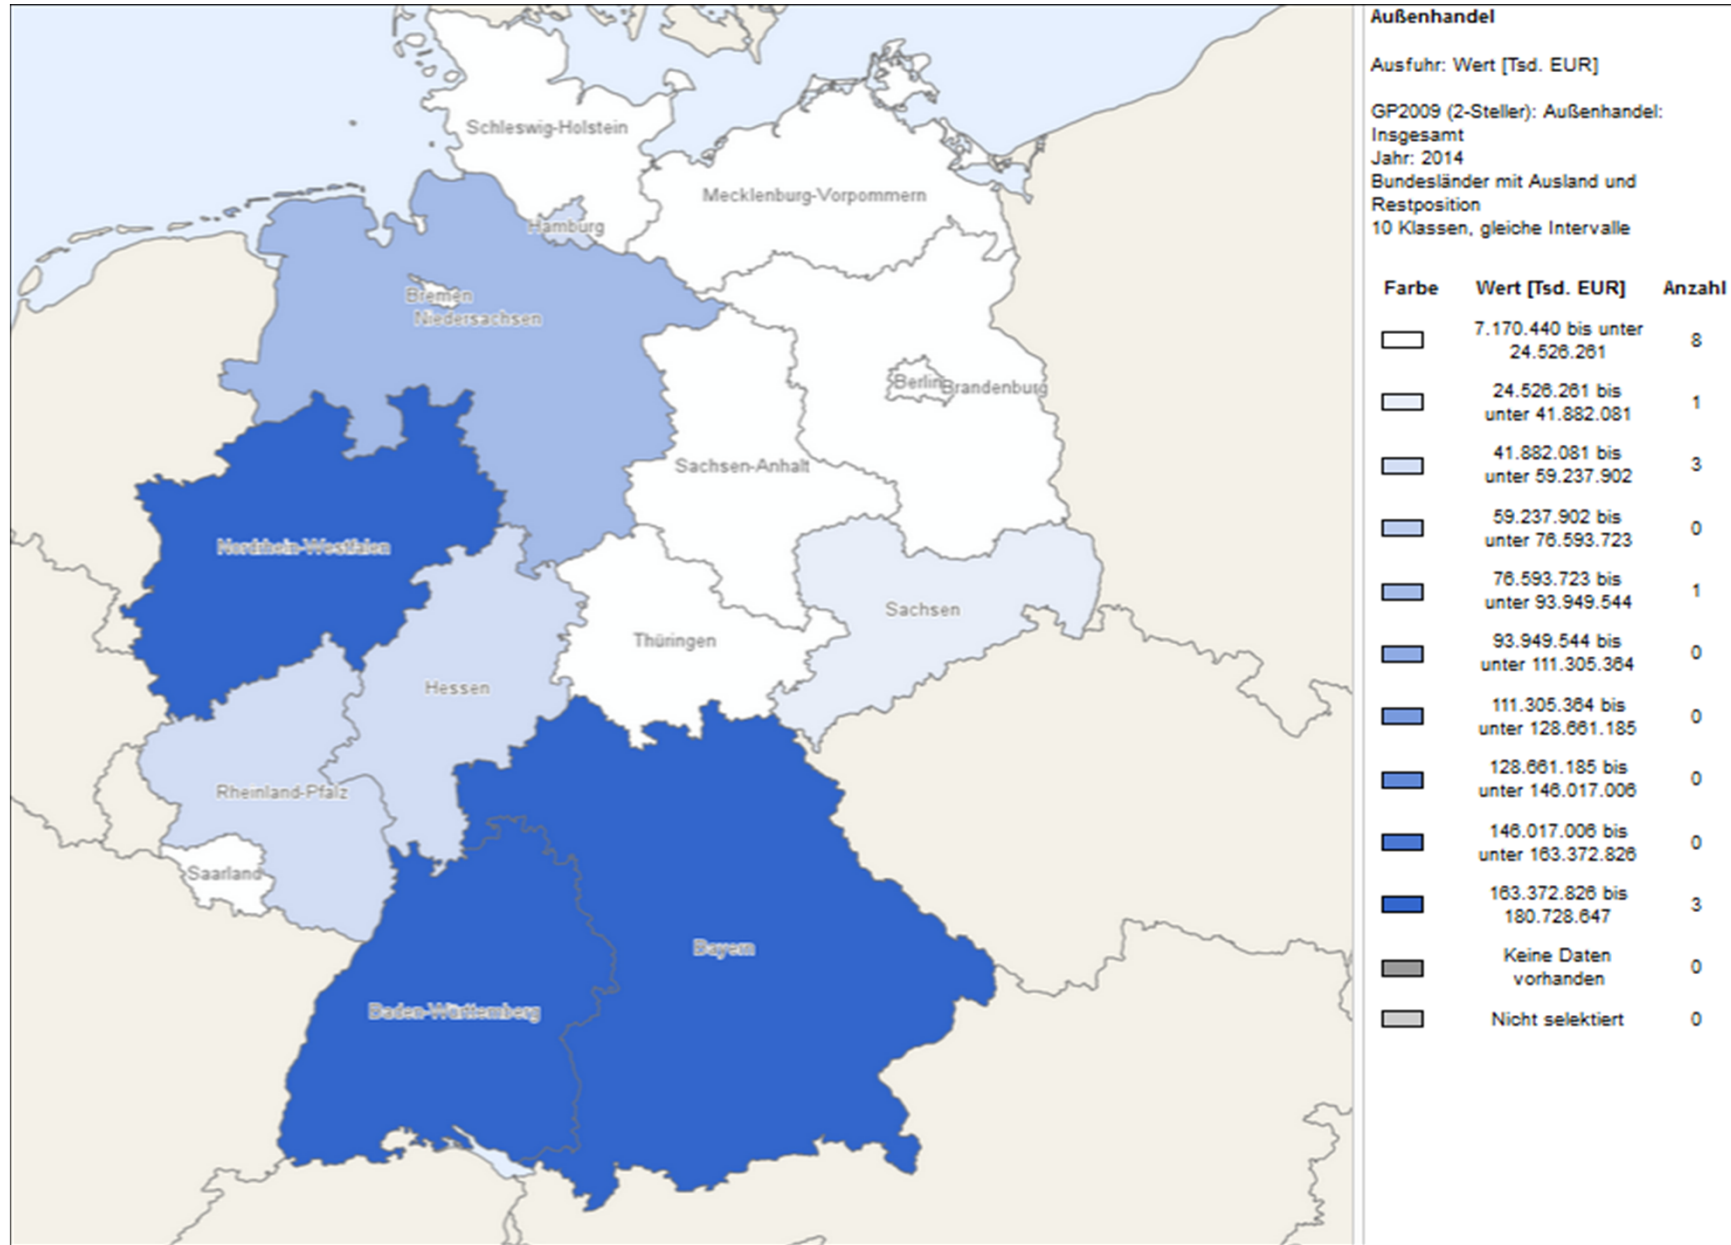 Schleswig-Holstein
Mecklenburg-Vorpommern
Hamburg
Bremen
Niedersachsen
Berlin
Brandenburg
Sachsen-Anhalt
Nordrhein-Westfalen
Sachsen
Thüringen
Hessen
Rheinland-Pfalz
Saarland
Bayern
Baden-Württemberg
Außenhandel
Ausfuhr: Wert [Tsd. EUR]
GP2009 (2-Steller): Außenhandel:
Insgesamt
Jahr: 2014
Bundesländer mit Ausland und
Restposition
10 Klassen, gleiche Intervalle
Farbe Wert [Tsd. EUR] Anzahl
7.170.440 bis unter
24.526.261 8
24.526.261 bis
unter 41.882.081 1
41.882.081 bis
unter 59.237.902 3
59.237.902 bis
unter 76.593.723 0
76.593.723 bis
unter 93.949.544 1
93.949.544 bis
unter 111.305.364 0
111.305.364 bis
unter 128.661.185 0
128.661.185 bis
unter 146.017.006 0
146.017.006 bis
unter 163.372.826 0
163.372.826 bis
180.728.647 3
Keine Daten
vorhanden 0
Nicht selektiert 0